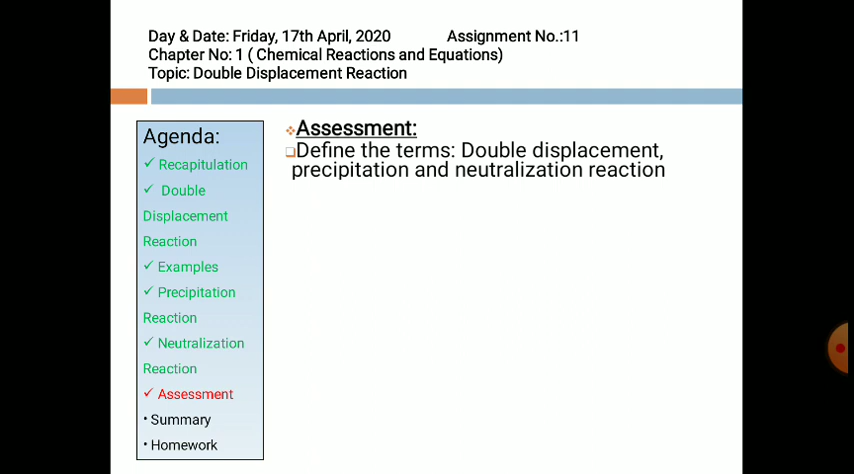 Day & Date: Friday, 17th April, 2020 Assignment No.:11
Chapter No: 1 ( Chemical Reactions and Equations)
Topic: Double Displacement Reaction
Agenda:
✓ Recapitulation
✓ Double
Displacement
Reaction
✓ Examples
✓ Precipitation
Reaction
✓ Neutralization
Reaction
✓ Assessment
• Summary
• Homework
❖Assessment:
❑Define the terms: Double displacement,
precipitation and neutralization reaction